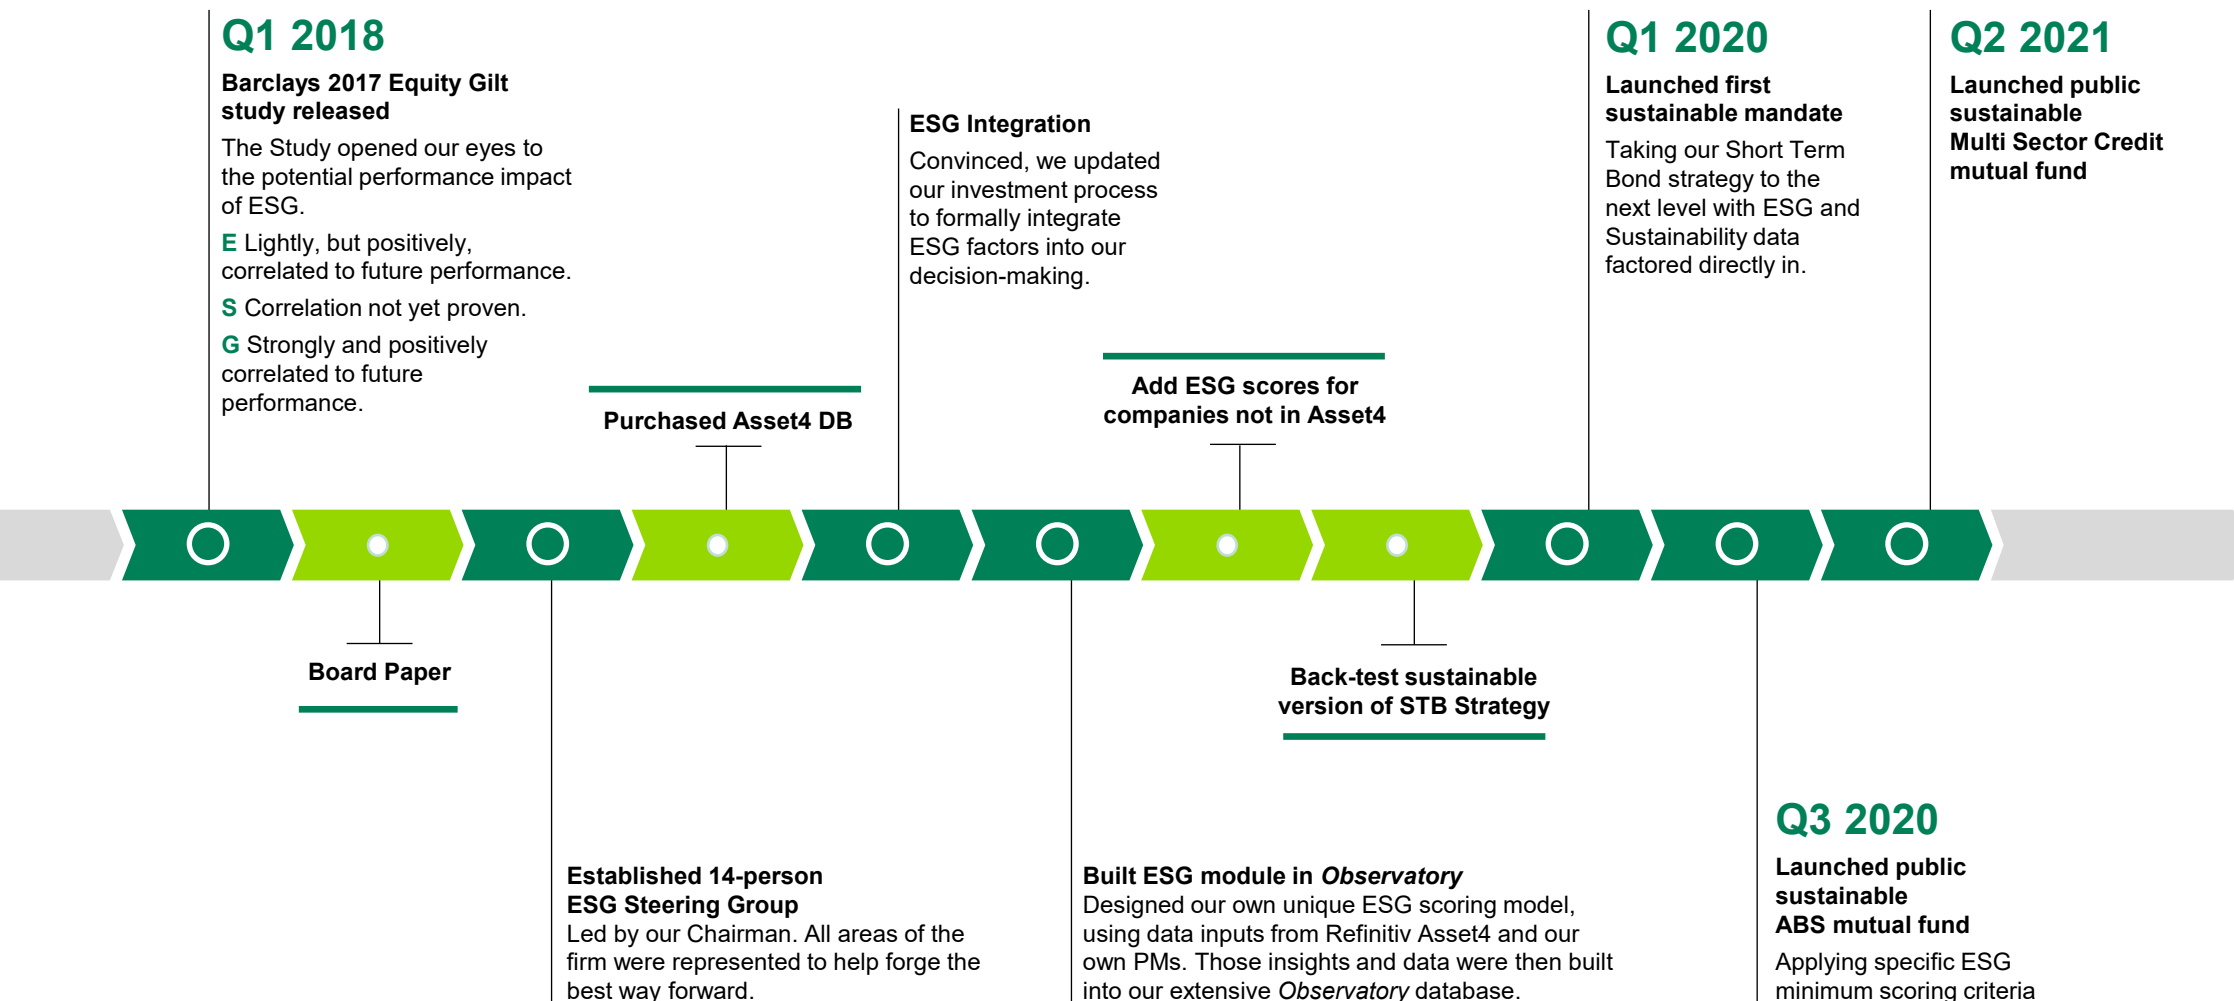 Q1 2018
Barclays 2017 Equity Gilt
study released
The Study opened our eyes to
the potential performance impact
of ESG.
E Lightly, but positively,
correlated to future performance.
S Correlation not yet proven.
G Strongly and positively
correlated to future
performance.
Purchased Asset4 DB
ESG Integration
Convinced, we updated
our investment process
to formally integrate
ESG factors into our
decision-making.
Add ESG scores for
companies not in Asset4
Q1 2020
Launched first
sustainable mandate
Taking our Short Term
Bond strategy to the
next level with ESG and
Sustainability data
factored directly in.
Q2 2021
Launched public
sustainable
Multi Sector Credit
mutual fund
Board Paper
Established 14-person
ESG Steering Group
Led by our Chairman. All areas of the
firm were represented to help forge the
best way forward.
Built ESG module in Observatory
Designed our own unique ESG scoring model,
using data inputs from Refinitiv Asset4 and our
own PMs. Those insights and data were then built
into our extensive Observatory database.
Back-test sustainable
version of STB Strategy
Q3 2020
Launched public
sustainable
ABS mutual fund
Applying specific ESG
minimum scoring criteria